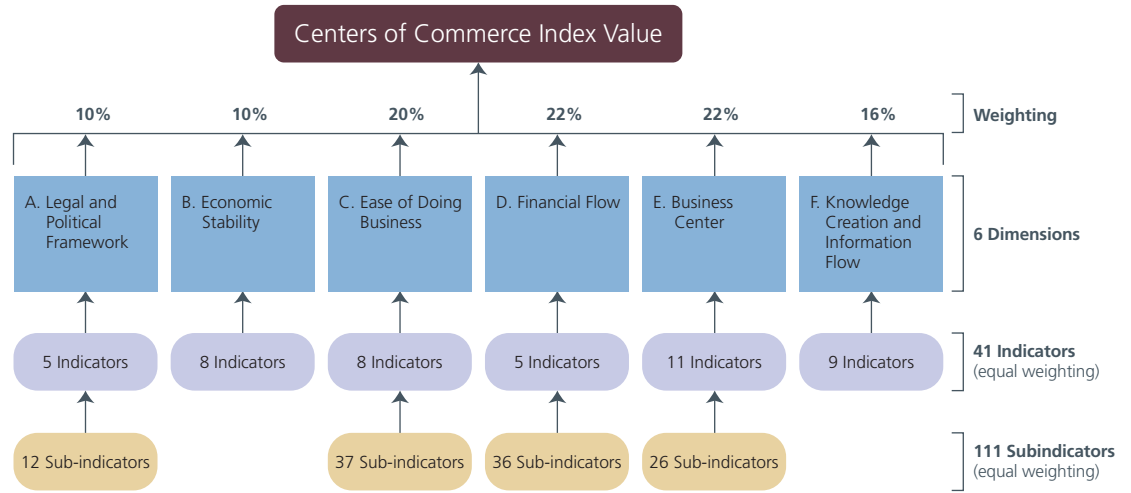 Centers of Commerce Index Value
10%
10%
20%
22%
22%
16%
Weighting
A. Legal and
Political
Framework
B. Economic
Stability
C. Ease of Doing
Business
D. Financial Flow
E. Business
Center
F. Knowledge
Creation and
Information
Flow
6 Dimensions
5 Indicators
8 Indicators
8 Indicators
5 Indicators
11 Indicators
9 Indicators
41 Indicators
(equal weighting)
12 Sub-indicators
37 Sub-indicators
36 Sub-indicators
26 Sub-indicators
111 Subindicators
(equal weighting)